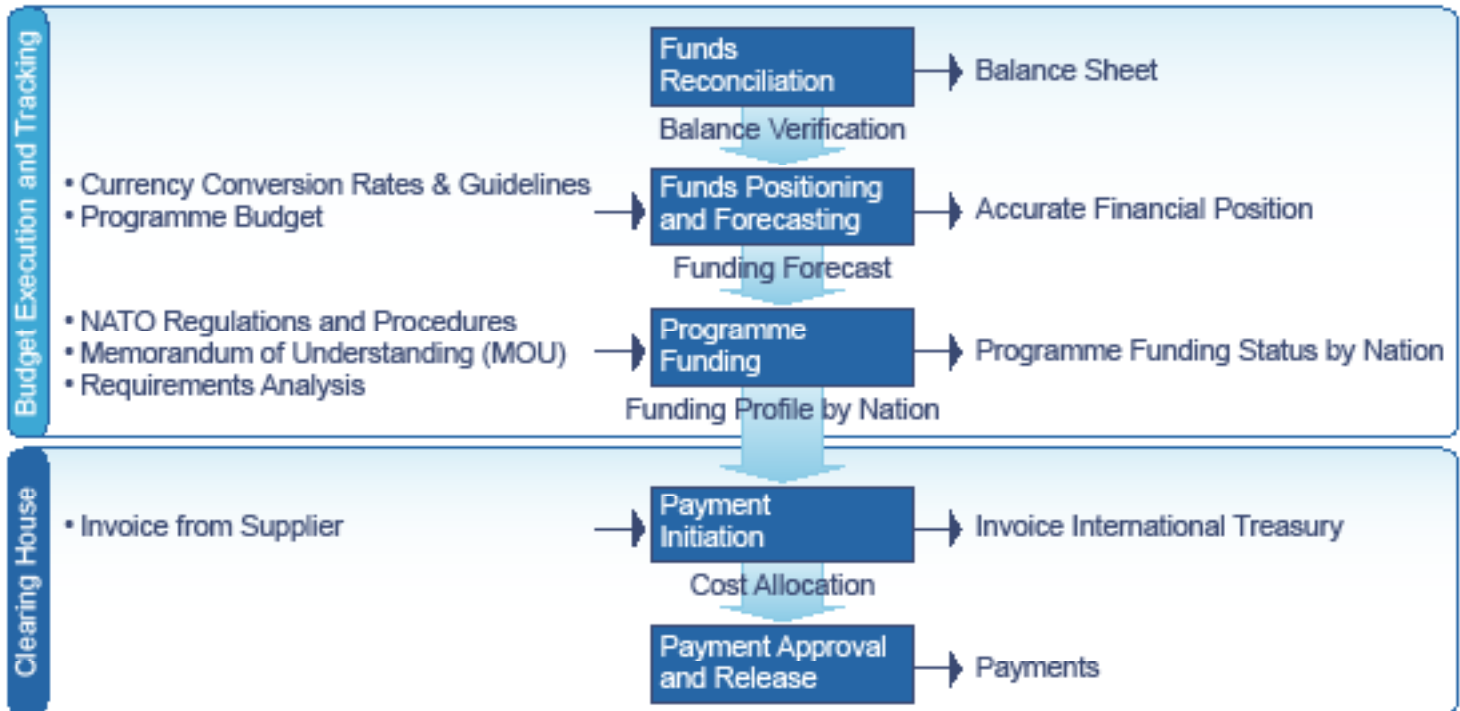 Budget Execution and Tracking
Funds
Reconciliation
Balance Sheet
Balance Verification
• Currency Conversion Rates & Guidelines
• Programme Budget
Funds Positioning
and Forecasting
Accurate Financial Position
Funding Forecast
• NATO Regulations and Procedures
• Memorandum of Understanding (MOU)
• Requirements Analysis
Programme
Funding
Programme Funding Status by Nation
Funding Profile by Nation
Clearing House
• Invoice from Supplier
Payment
Initiation
Invoice International Treasury
Cost Allocation
Payment Approval
and Release
Payments